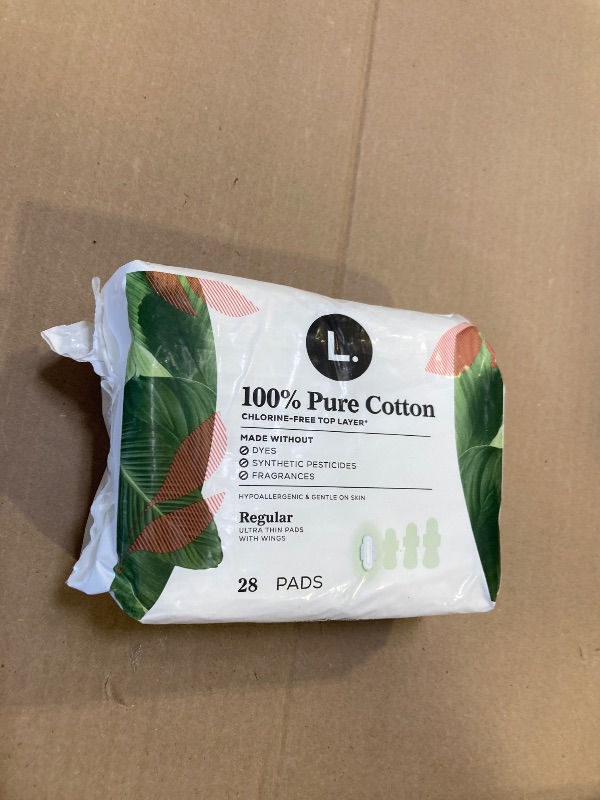 L.
100% Pure Cotton
CHLORINE-FREE TOP LAYER*
MADE WITHOUT
DYES
SYNTHETIC PESTICIDES
FRAGRANCES
HYPOALLERGENIC & GENTLE ON SKIN
Regular
ULTRA THIN PADS
WITH WINGS
28 PADS